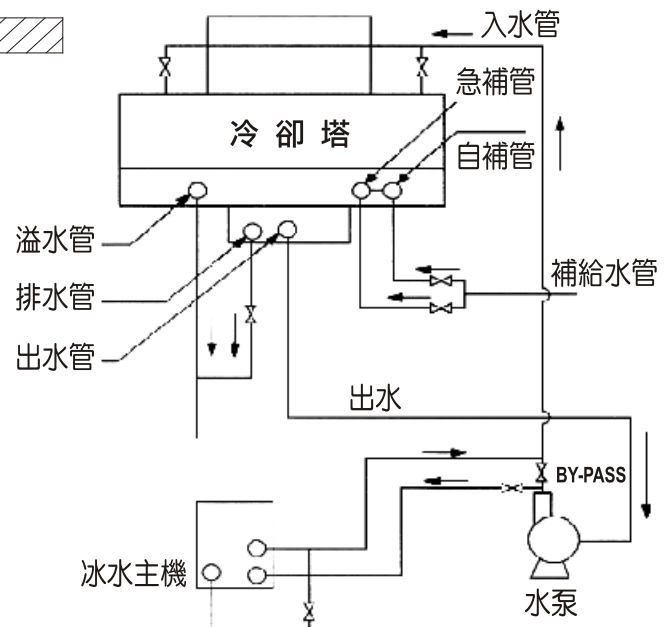 入水管
急補管
冷卻塔
自補管
溢水管
補給水管
排水管
出水管
出水
BY-PASS
冰水主機
水泵